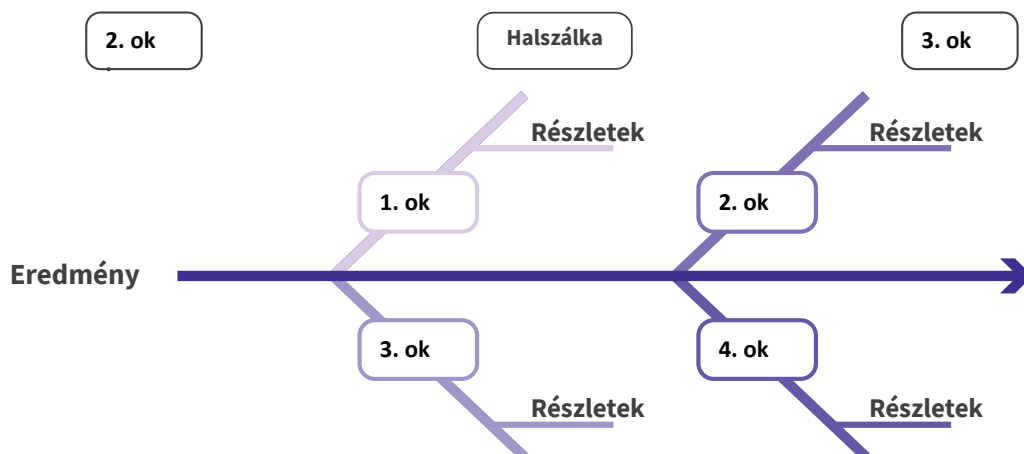 2. ok
Halszálka
3. ok
Részletek
Részletek
1. ok
2. ok
Eredmény
3. ok
4. ok
Részletek
Részletek